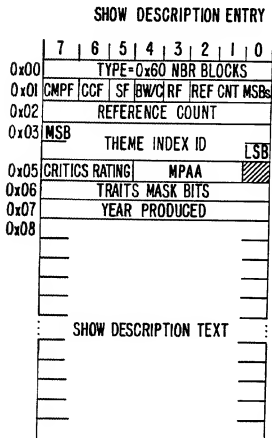 SHOW DESCRIPTION ENTRY
7 6 5 4 3 2 1 0
0x00 TYPE=0x60 NBR BLOCKS
0x01 CMPF CCF SF BW/C RF REF CNT MSBs
0x02 REFERENCE COUNT
0x03 MSB
THEME INDEX ID
LSB
0x05 CRITICS RATING MPAA
0x06 TRAITS MASK BITS
0x07 YEAR PRODUCED
0x08
SHOW DESCRIPTION TEXT